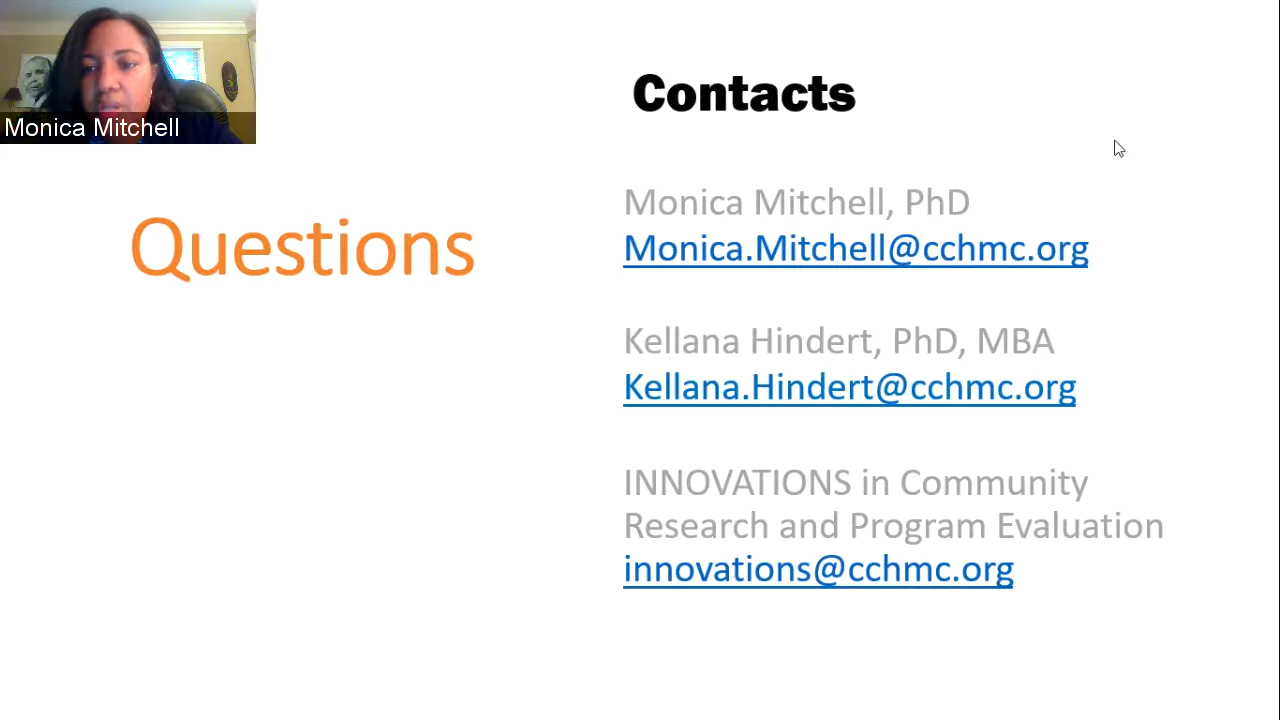 Monica Mitchell
Contacts
Questions
Monica Mitchell, PhD
Monica.Mitchell@cchmc.org
Kellana Hindert, PhD, MBA
Kellana.Hindert@cchmc.org
INNOVATIONS in Community
Research and Program Evaluation
innovations@cchmc.org